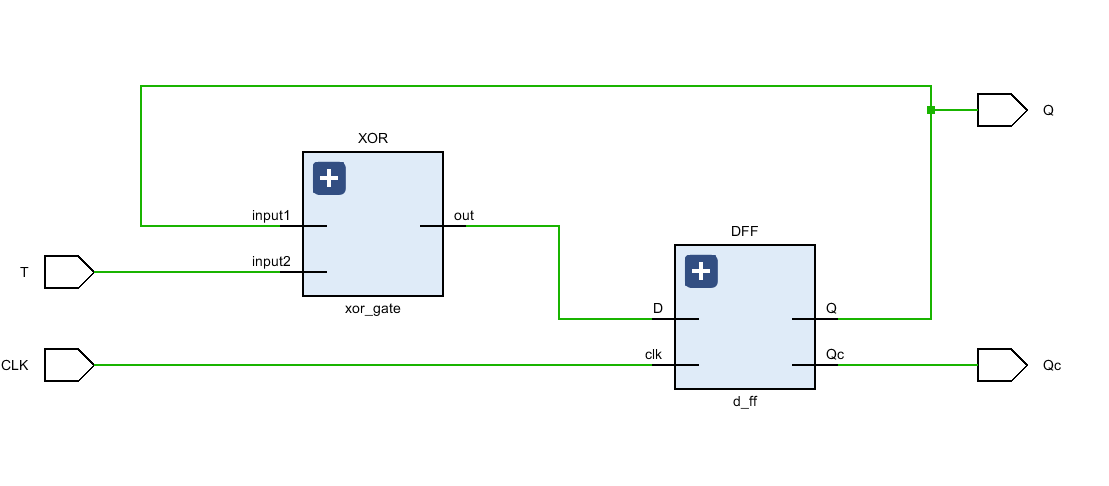 Q
XOR
input1
out
input2
T
xor_gate
DFF
D
Q
clk
Qc
CLK
Qc
d_ff